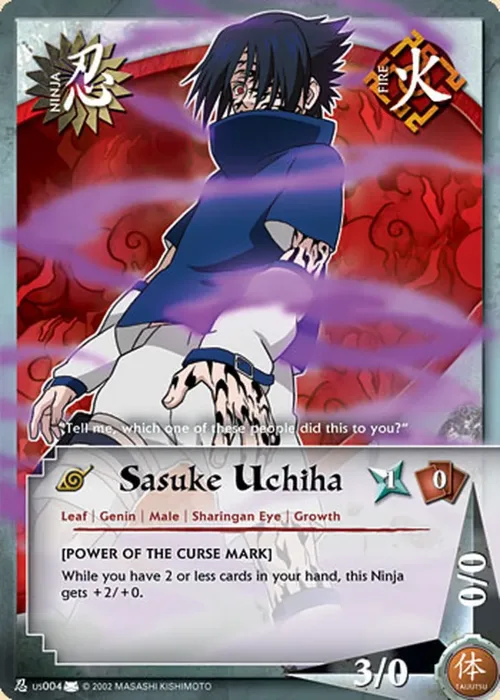 NINJA
忍
FIRE
火
"Tell me, which one of these people did this to you?"
Sasuke Uchiha
1
0
Leaf | Genin | Male | Sharingan Eye | Growth
[POWER OF THE CURSE MARK]
While you have 2 or less cards in your hand, this Ninja
gets +2/+0.
0/0
3/0
体
TAIJUTSU
忍 US004 © 2002 MASASHI KISHIMOTO